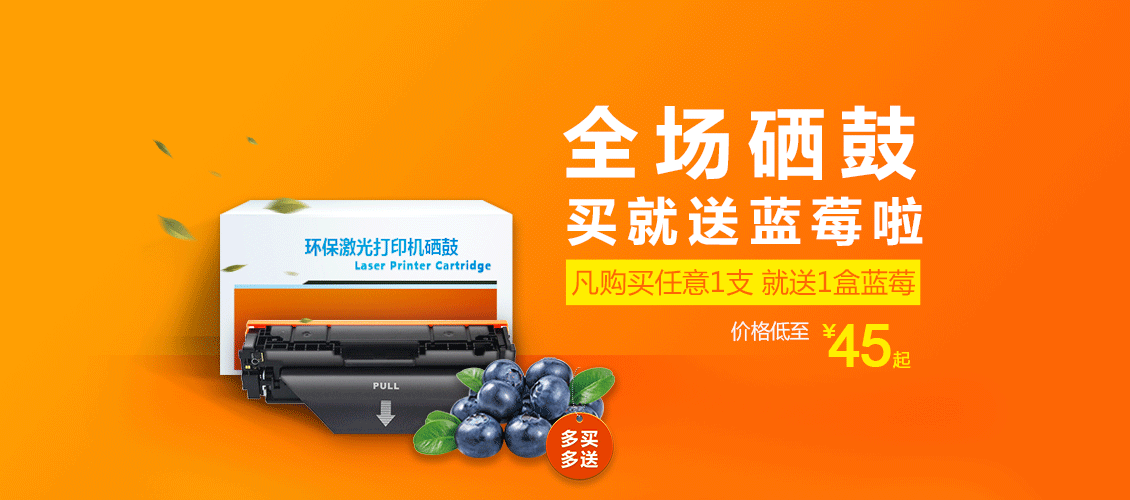 全场硒鼓
买就送蓝莓啦
凡购买任意1支 就送1盒蓝莓
价格低至 ¥45起
环保激光打印机硒鼓
Laser Printer Cartridge
PULL
多买
多送